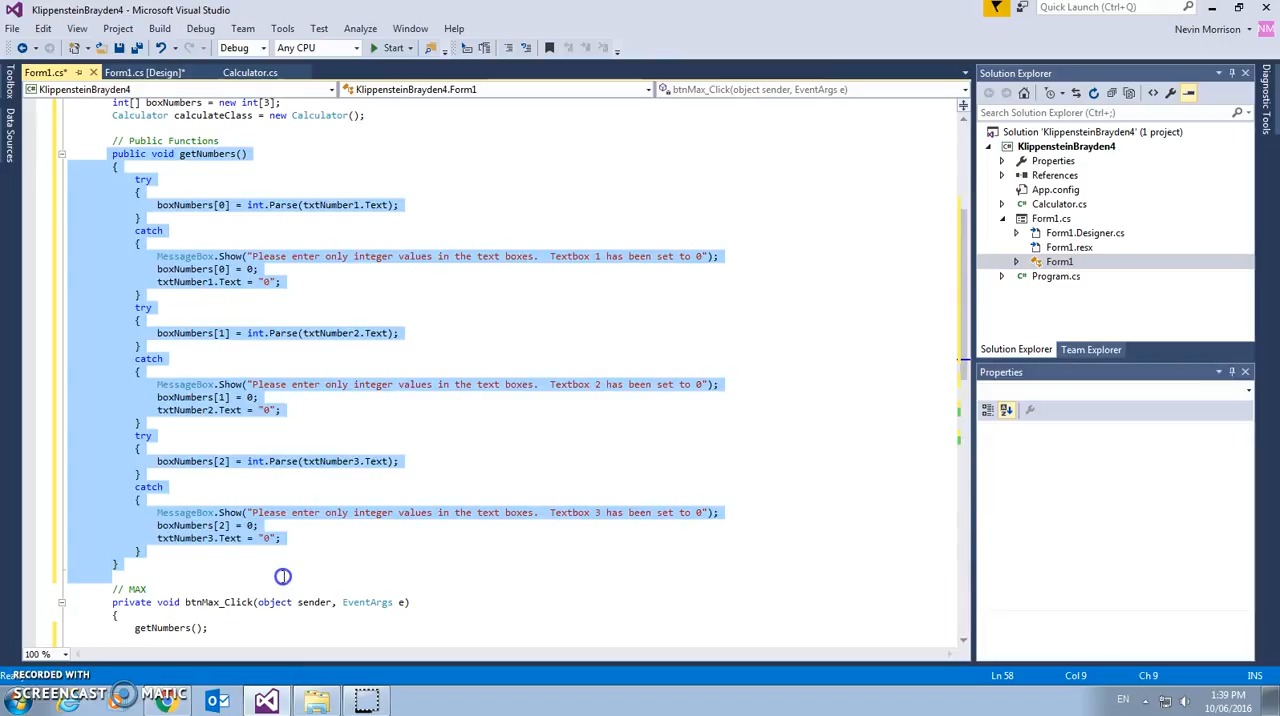 KlippensteinBrayden4 - Microsoft Visual Studio
Quick Launch (Ctrl+Q)
File Edit View Project Build Debug Team Tools Test Analyze Window Help
Nevin Morrison NM
Debug Any CPU Start
Form1.cs* Form1.cs [Design]* Calculator.cs
KlippensteinBrayden4 KlippensteinBrayden4.Form1 btnMax_Click(object sender, EventArgs e)
Toolbox
Data Sources
int[] boxNumbers = new int[3];
Calculator calculateClass = new Calculator();
// Public Functions
public void getNumbers()
{
try
{
boxNumbers[0] = int.Parse(txtNumber1.Text);
}
catch
{
MessageBox.Show("Please enter only integer values in the text boxes.  Textbox 1 has been set to 0");
boxNumbers[0] = 0;
txtNumber1.Text = "0";
}
try
{
boxNumbers[1] = int.Parse(txtNumber2.Text);
}
catch
{
MessageBox.Show("Please enter only integer values in the text boxes.  Textbox 2 has been set to 0");
boxNumbers[1] = 0;
txtNumber2.Text = "0";
}
try
{
boxNumbers[2] = int.Parse(txtNumber3.Text);
}
catch
{
MessageBox.Show("Please enter only integer values in the text boxes.  Textbox 3 has been set to 0");
boxNumbers[2] = 0;
txtNumber3.Text = "0";
}
}
// MAX
private void btnMax_Click(object sender, EventArgs e)
{
getNumbers();
100 %
Solution Explorer
Search Solution Explorer (Ctrl+;)
Solution 'KlippensteinBrayden4' (1 project)
KlippensteinBrayden4
Properties
References
App.config
C# Calculator.cs
Form1.cs
Form1.Designer.cs
Form1.resx
Form1
C# Program.cs
Solution Explorer Team Explorer
Properties
Diagnostic Tools
Ln 58 Col 9 Ch 9 INS
RECORDED WITH
SCREENCAST MATIC
EN 1:39 PM
10/06/2016